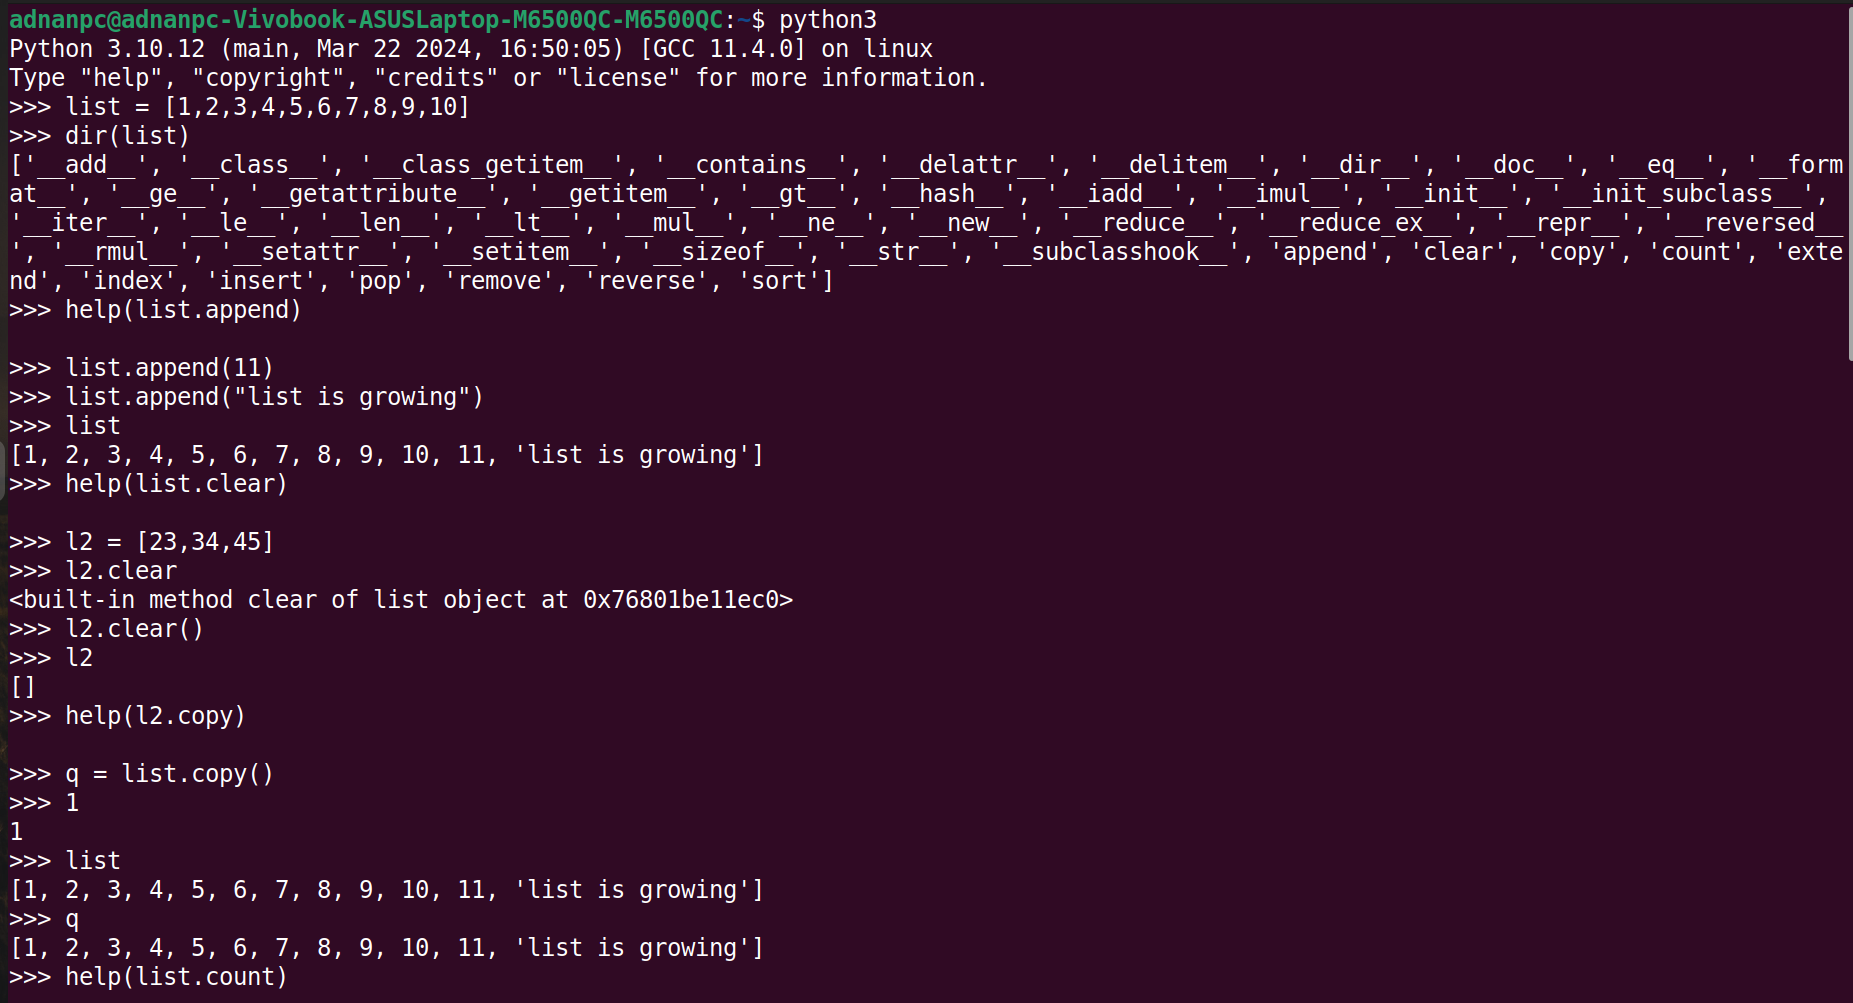 adnanpc@adnanpc-Vivobook-ASUSLaptop-M6500QC-M6500QC:~$ python3
Python 3.10.12 (main, Mar 22 2024, 16:50:05) [GCC 11.4.0] on linux
Type "help", "copyright", "credits" or "license" for more information.
>>> list = [1,2,3,4,5,6,7,8,9,10]
>>> dir(list)
['__add__', '__class__', '__class_getitem__', '__contains__', '__delattr__', '__delitem__', '__dir__', '__doc__', '__eq__', '__form
at__', '__ge__', '__getattribute__', '__getitem__', '__gt__', '__hash__', '__iadd__', '__imul__', '__init__', '__init_subclass__',
'__iter__', '__le__', '__len__', '__lt__', '__mul__', '__ne__', '__new__', '__reduce__', '__reduce_ex__', '__repr__', '__reversed__
', '__rmul__', '__setattr__', '__setitem__', '__sizeof__', '__str__', '__subclasshook__', 'append', 'clear', 'copy', 'count', 'exte
nd', 'index', 'insert', 'pop', 'remove', 'reverse', 'sort']
>>> help(list.append)
>>> list.append(11)
>>> list.append("list is growing")
>>> list
[1, 2, 3, 4, 5, 6, 7, 8, 9, 10, 11, 'list is growing']
>>> help(list.clear)
>>> l2 = [23,34,45]
>>> l2.clear
<built-in method clear of list object at 0x76801be11ec0>
>>> l2.clear()
>>> l2
[]
>>> help(l2.copy)
>>> q = list.copy()
>>> 1
1
>>> list
[1, 2, 3, 4, 5, 6, 7, 8, 9, 10, 11, 'list is growing']
>>> q
[1, 2, 3, 4, 5, 6, 7, 8, 9, 10, 11, 'list is growing']
>>> help(list.count)